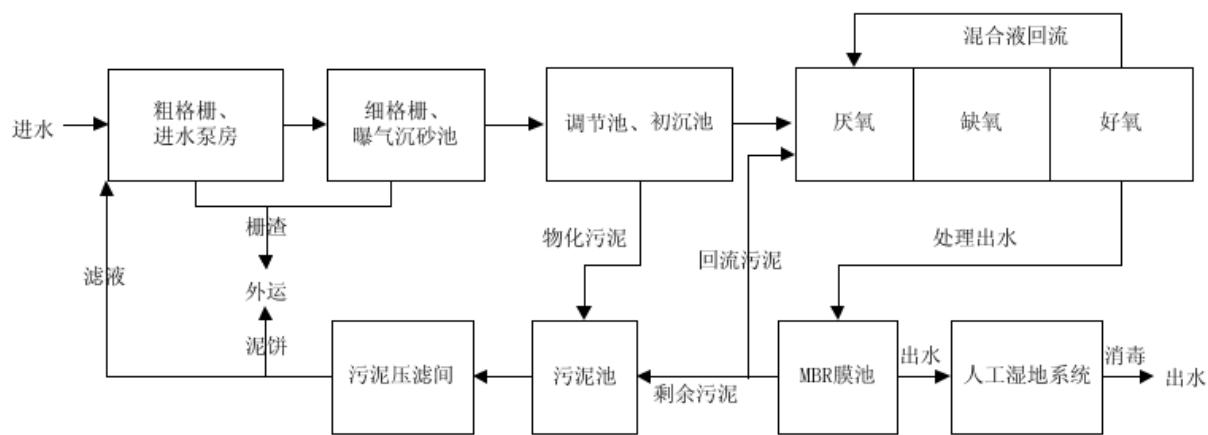 混合液回流
进水
粗格栅、
进水泵房
细格栅、
曝气沉砂池
调节池、初沉池
厌氧
缺氧
好氧
栅渣
物化污泥
回流污泥
处理出水
滤液
外运
泥饼
污泥压滤间
污泥池
剩余污泥
MBR膜池
出水
人工湿地系统
消毒
出水